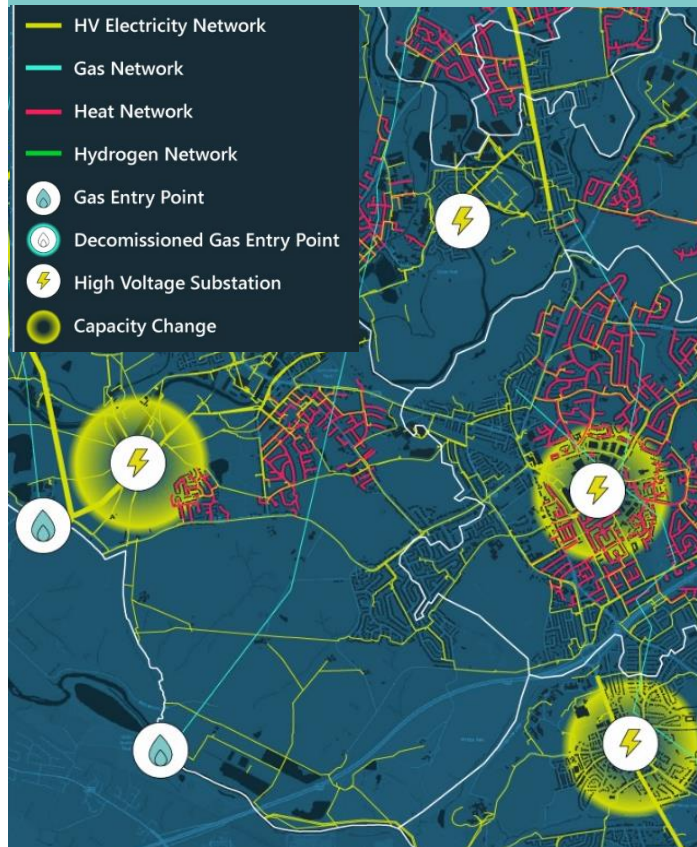 HV Electricity Network
Gas Network
Heat Network
Hydrogen Network
Gas Entry Point
Decomissioned Gas Entry Point
High Voltage Substation
Capacity Change